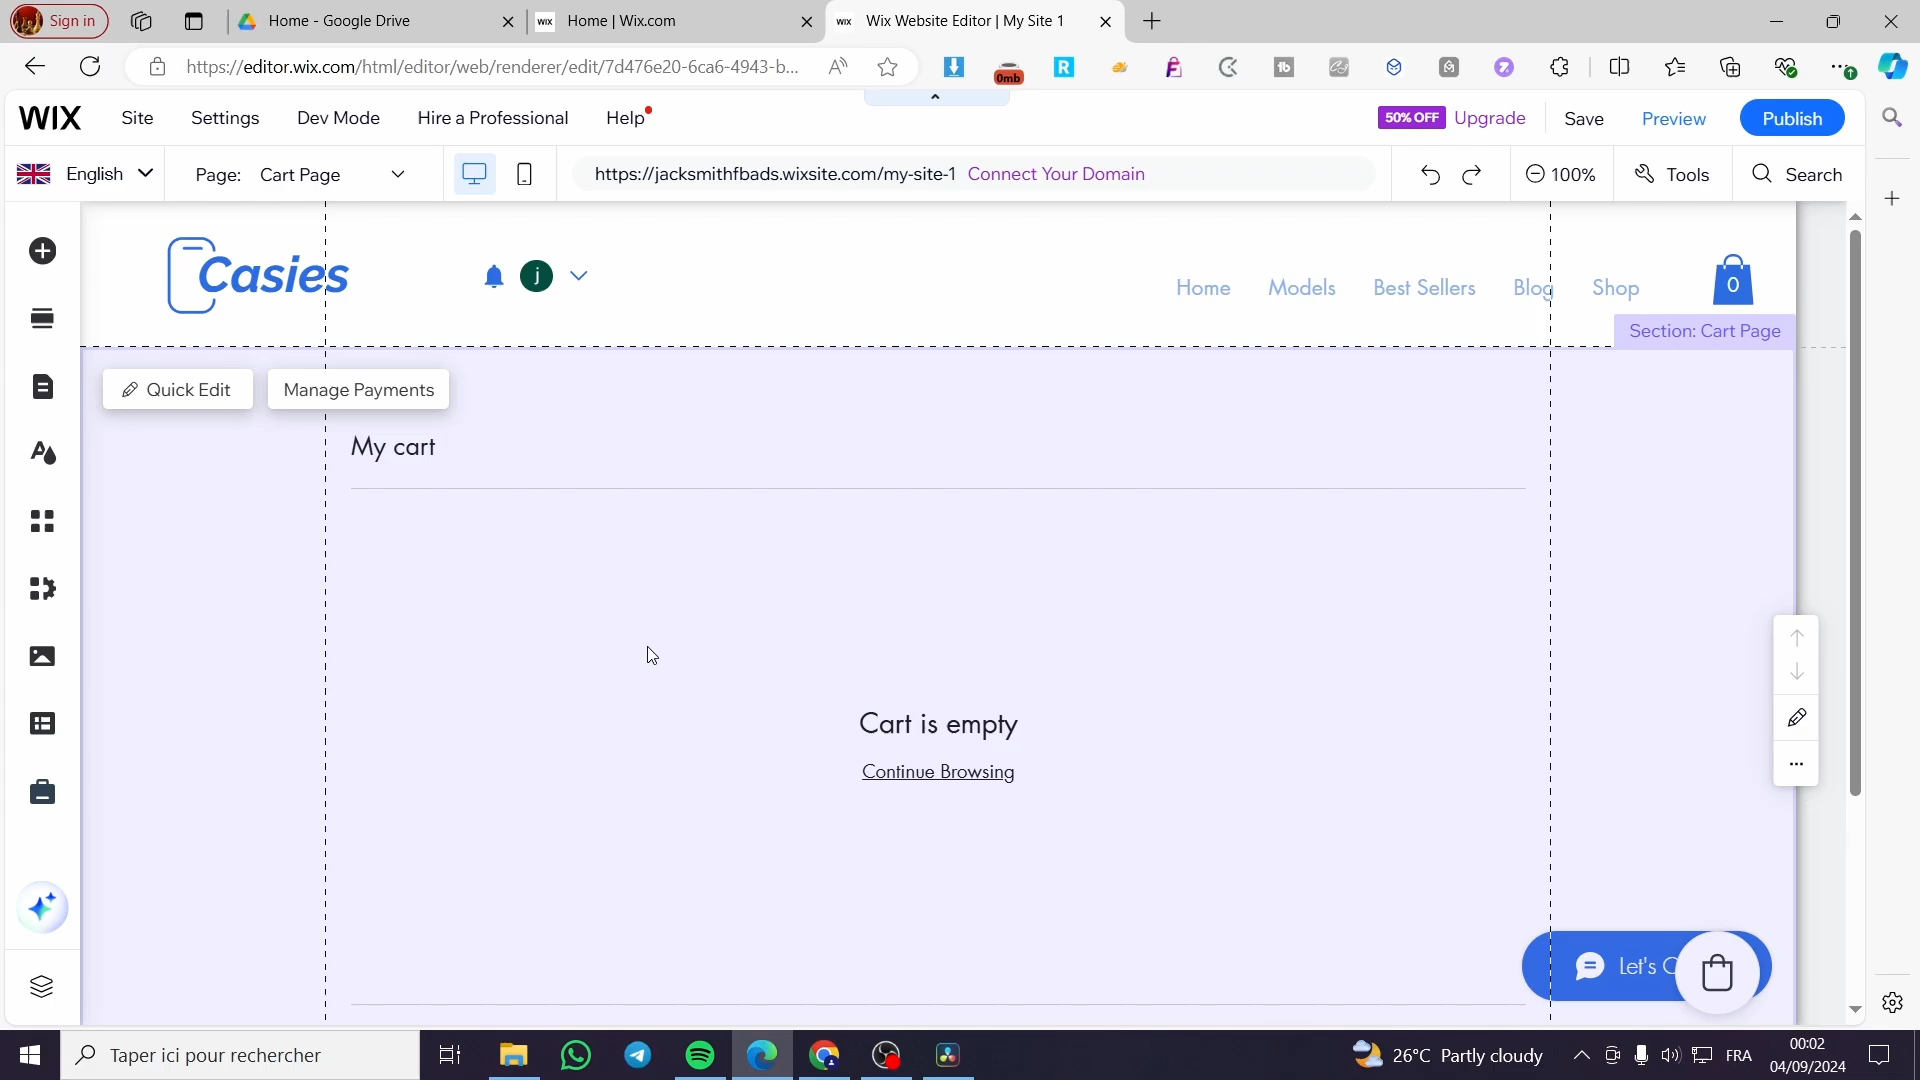 Sign in
Home - Google Drive
WIX
Home | Wix.com
WIX
Wix Website Editor | My Site 1
https://editor.wix.com/html/editor/web/renderer/edit/7d476e20-6ca6-4943-b...
0mb
WIX
Site
Settings
Dev Mode
Hire a Professional
Help
50% OFF
Upgrade
Save
Preview
Publish
English
Page: Cart Page
https://jacksmithfbads.wixsite.com/my-site-1 Connect Your Domain
100%
Tools
Search
Casies
j
Home
Models
Best Sellers
Blog
Shop
0
Section: Cart Page
Quick Edit
Manage Payments
My cart
Cart is empty
Continue Browsing
Let's C
Taper ici pour rechercher
26°C Partly cloudy
FRA
00:02
04/09/2024